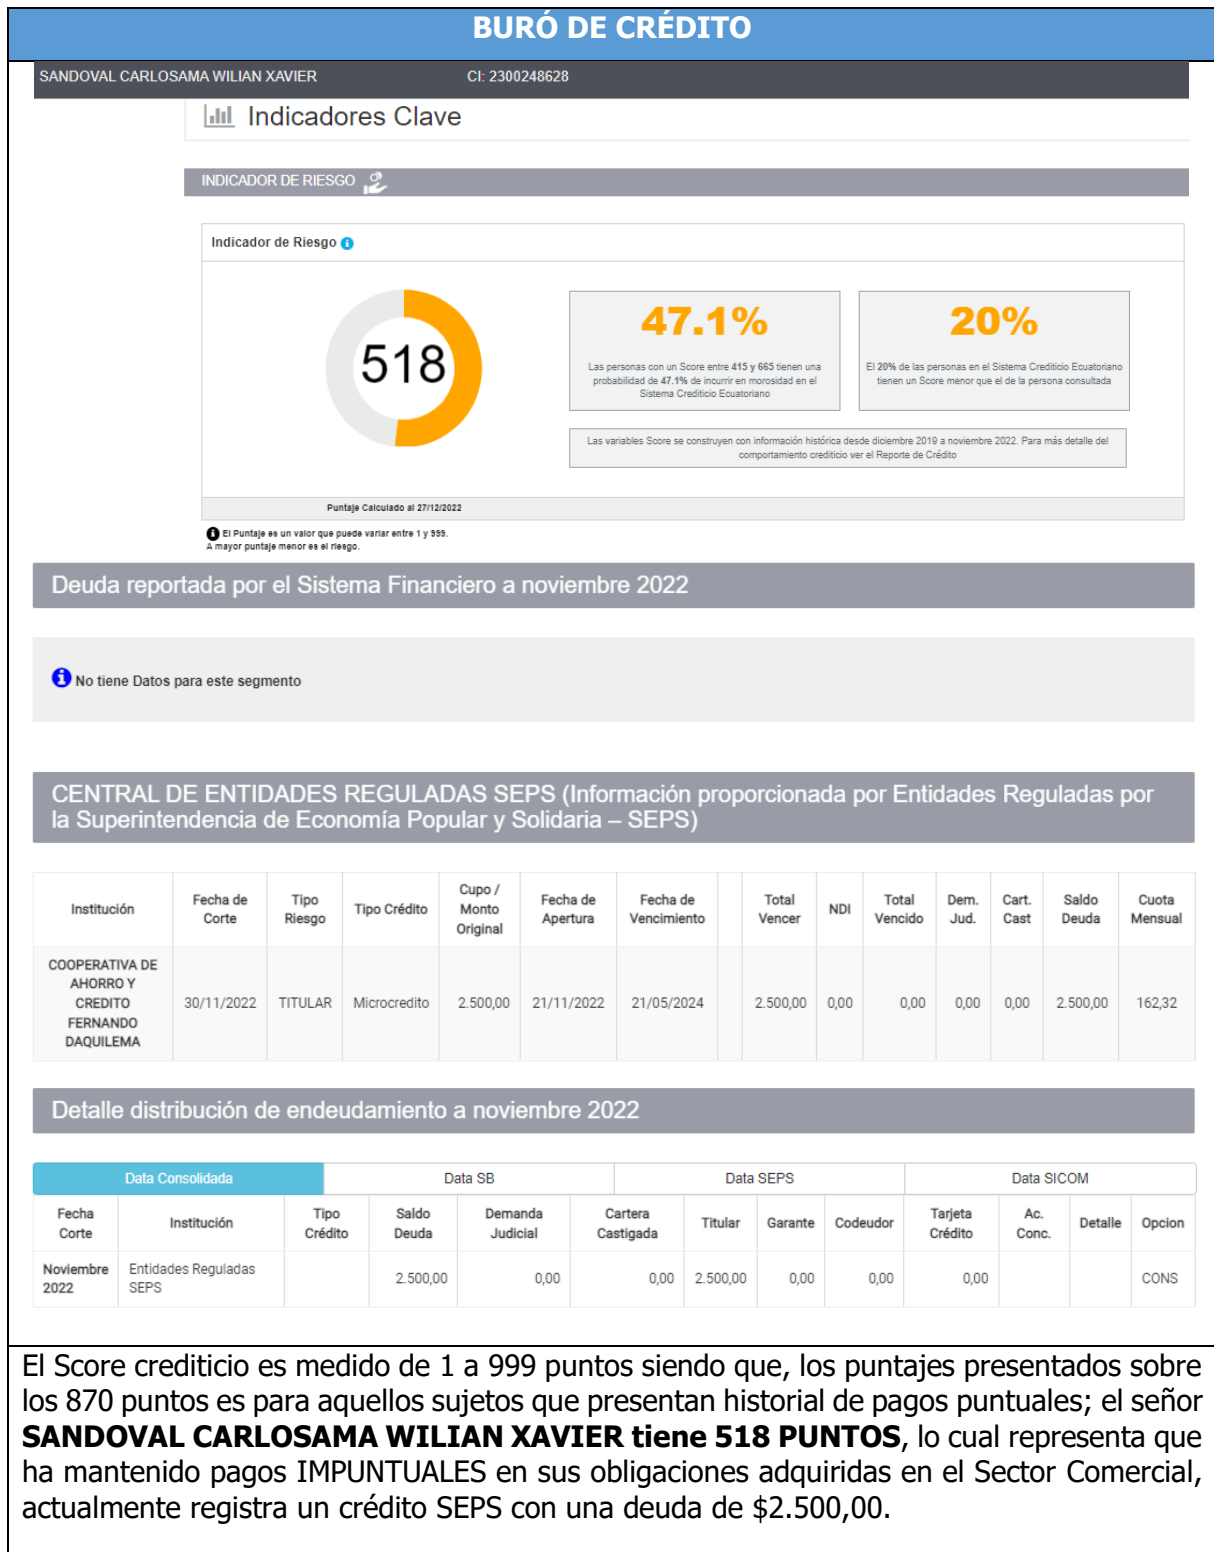 BURÓ DE CRÉDITO
SANDOVAL CARLOSAMA WILIAN XAVIER CI: 2300248628
Indicadores Clave
INDICADOR DE RIESGO
Indicador de Riesgo
518
47.1%
Las personas con un Score entre 415 y 665 tienen una
probabilidad de 47.1% de incurrir en morosidad en el
Sistema Crediticio Ecuatoriano
20%
El 20% de las personas en el Sistema Crediticio Ecuatoriano
tienen un Score menor que el de la persona consultada
Las variables Score se construyen con información histórica desde diciembre 2019 a noviembre 2022. Para más detalle del
comportamiento crediticio ver el Reporte de Crédito
Puntaje Calculado al 27/12/2022
El Puntaje es un valor que puede variar entre 1 y 999.
A mayor puntaje menor es el riesgo.
Deuda reportada por el Sistema Financiero a noviembre 2022
No tiene Datos para este segmento
CENTRAL DE ENTIDADES REGULADAS SEPS (Información proporcionada por Entidades Reguladas por
la Superintendencia de Economía Popular y Solidaria – SEPS)
Institución Fecha de Corte Tipo Riesgo Tipo Crédito Cupo / Monto Original Fecha de Apertura Fecha de Vencimiento Total Vencer NDI Total Vencido Dem. Jud. Cart. Cast Saldo Deuda Cuota Mensual
COOPERATIVA DE AHORRO Y CREDITO FERNANDO DAQUILEMA 30/11/2022 TITULAR Microcredito 2.500,00 21/11/2022 21/05/2024 2.500,00 0,00 0,00 0,00 0,00 2.500,00 162,32
Detalle distribución de endeudamiento a noviembre 2022
Data Consolidada Data SB Data SEPS Data SICOM
Fecha Corte Institución Tipo Crédito Saldo Deuda Demanda Judicial Cartera Castigada Titular Garante Codeudor Tarjeta Crédito Ac. Conc. Detalle Opcion
Noviembre 2022 Entidades Reguladas SEPS 2.500,00 0,00 0,00 2.500,00 0,00 0,00 0,00 CONS
El Score crediticio es medido de 1 a 999 puntos siendo que, los puntajes presentados sobre
los 870 puntos es para aquellos sujetos que presentan historial de pagos puntuales; el señor
SANDOVAL CARLOSAMA WILIAN XAVIER tiene 518 PUNTOS, lo cual representa que
ha mantenido pagos IMPUNTUALES en sus obligaciones adquiridas en el Sector Comercial,
actualmente registra un crédito SEPS con una deuda de $2.500,00.